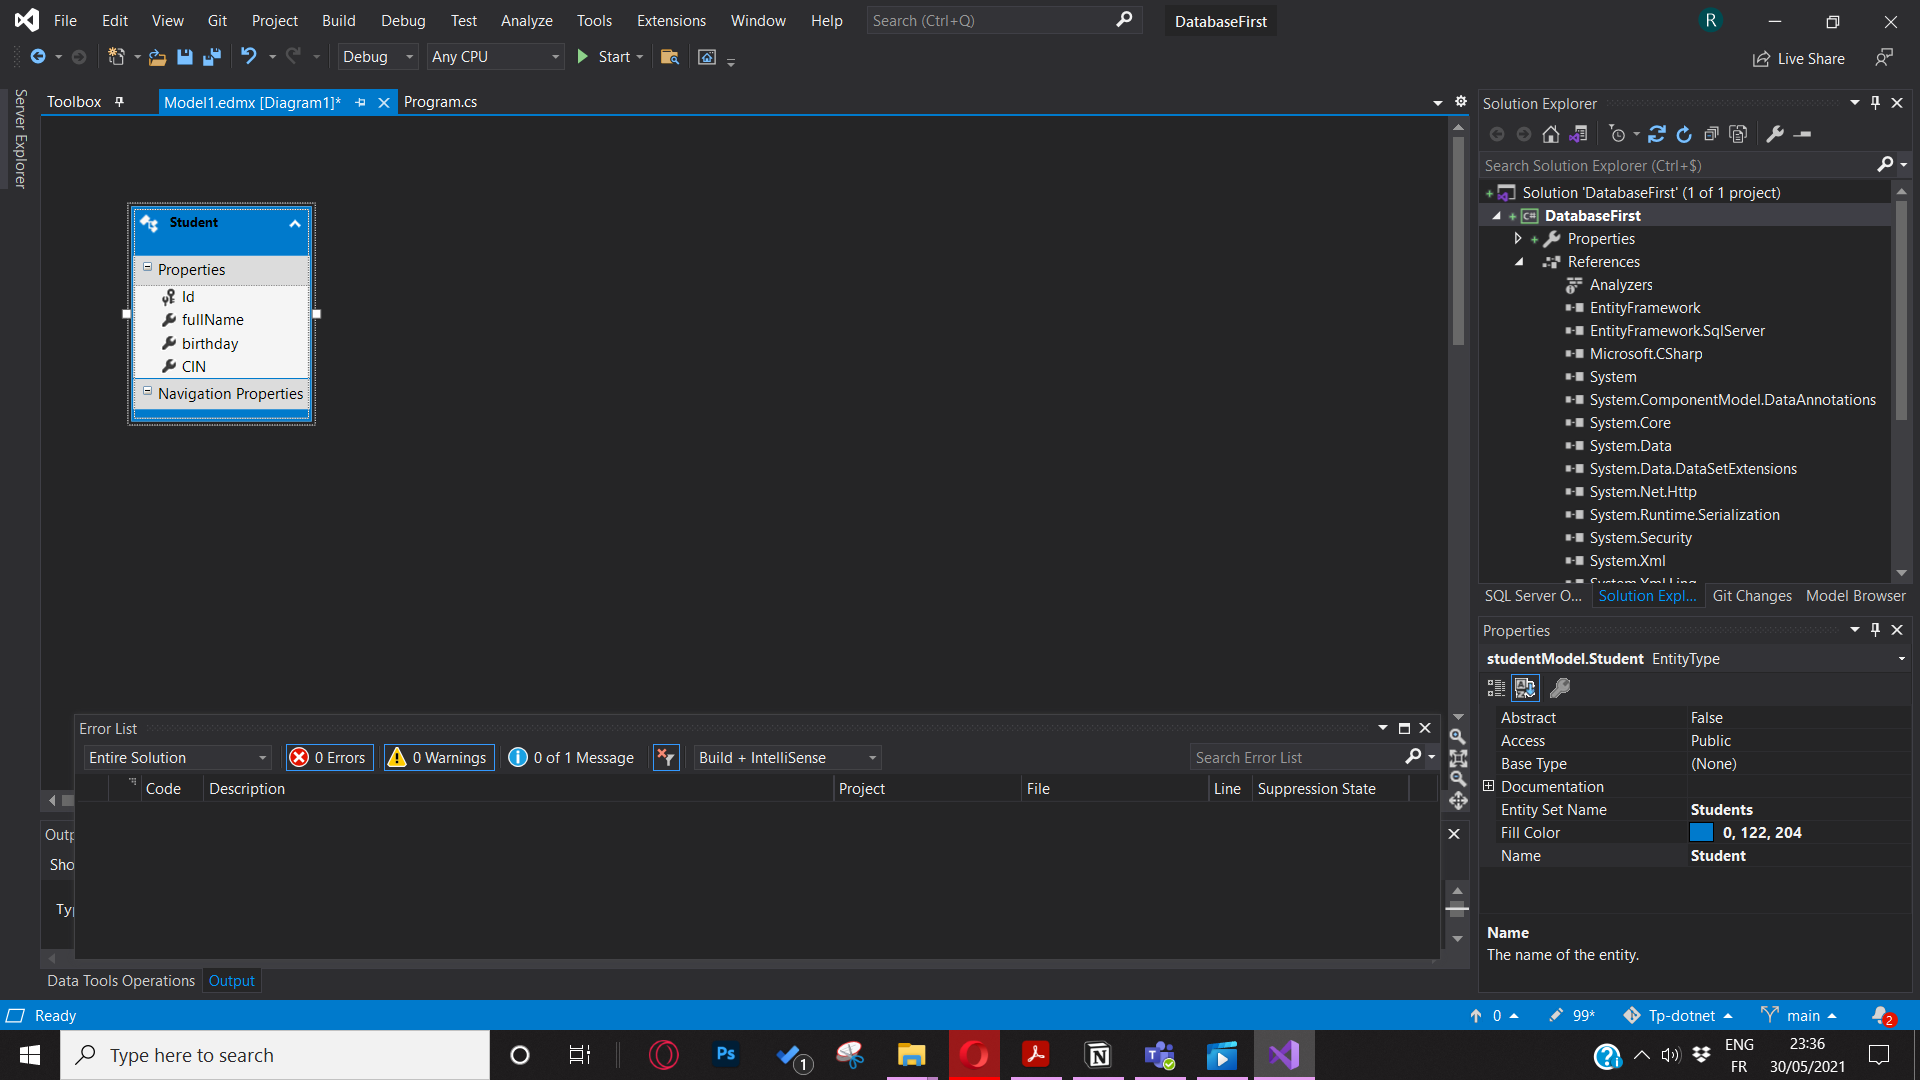 File Edit View Git Project Build Debug Test Analyze Tools Extensions Window Help Search (Ctrl+Q) DatabaseFirst R
Debug Any CPU Start Live Share
Server Explorer
Toolbox Model1.edmx [Diagram1]* Program.cs
Student
Properties
Id
fullName
birthday
CIN
Navigation Properties
Error List
Entire Solution 0 Errors 0 Warnings 0 of 1 Message Build + IntelliSense Search Error List
Code Description Project File Line Suppression State
Outp
Sho
Data Tools Operations Output
Solution Explorer
Search Solution Explorer (Ctrl+$)
Solution 'DatabaseFirst' (1 of 1 project)
DatabaseFirst
Properties
References
Analyzers
EntityFramework
EntityFramework.SqlServer
Microsoft.CSharp
System
System.ComponentModel.DataAnnotations
System.Core
System.Data
System.Data.DataSetExtensions
System.Net.Http
System.Runtime.Serialization
System.Security
System.Xml
System.Xml.Linq
SQL Server O... Solution Expl... Git Changes Model Browser
Properties
studentModel.Student EntityType
Abstract False
Access Public
Base Type (None)
Documentation
Entity Set Name Students
Fill Color 0, 122, 204
Name Student
Name
The name of the entity.
Ready 0 99* Tp-dotnet main 2
Type here to search Ps 1 ENG 23:36
FR 30/05/2021